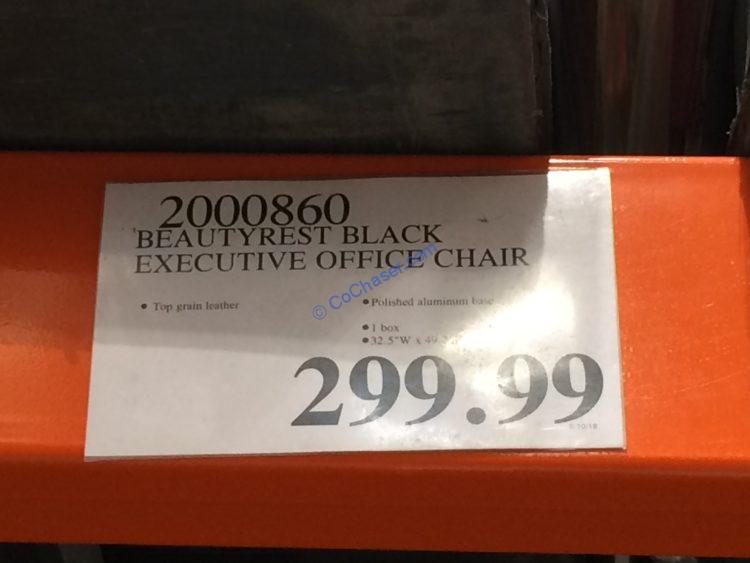 2000860
BEAUTYREST BLACK
EXECUTIVE OFFICE CHAIR
© CoChaser.com
• Top grain leather
• Polished aluminum base
• 1 box
• 32.5"W x
299.99